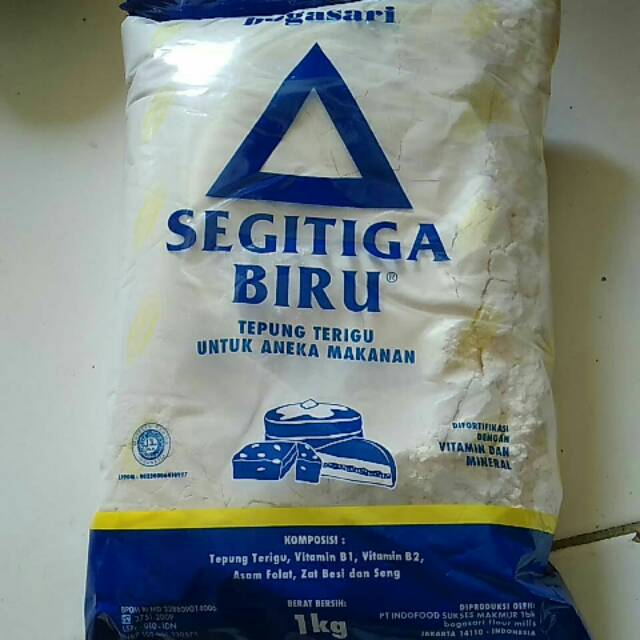 bogasari
SEGITIGA
BIRU®
TEPUNG TERIGU
UNTUK ANEKA MAKANAN
DIFORTIFIKASI
DENGAN
VITAMIN DAN
MINERAL
KOMPOSISI :
Tepung Terigu, Vitamin B1, Vitamin B2,
Asam Folat, Zat Besi dan Seng
BERAT BERSIH:
1kg
DIPRODUKSI OLEH:
PT INDOFOOD SUKSES MAKMUR Tbk
bogasari flour mills
JAKARTA 14110 - INDONESIA